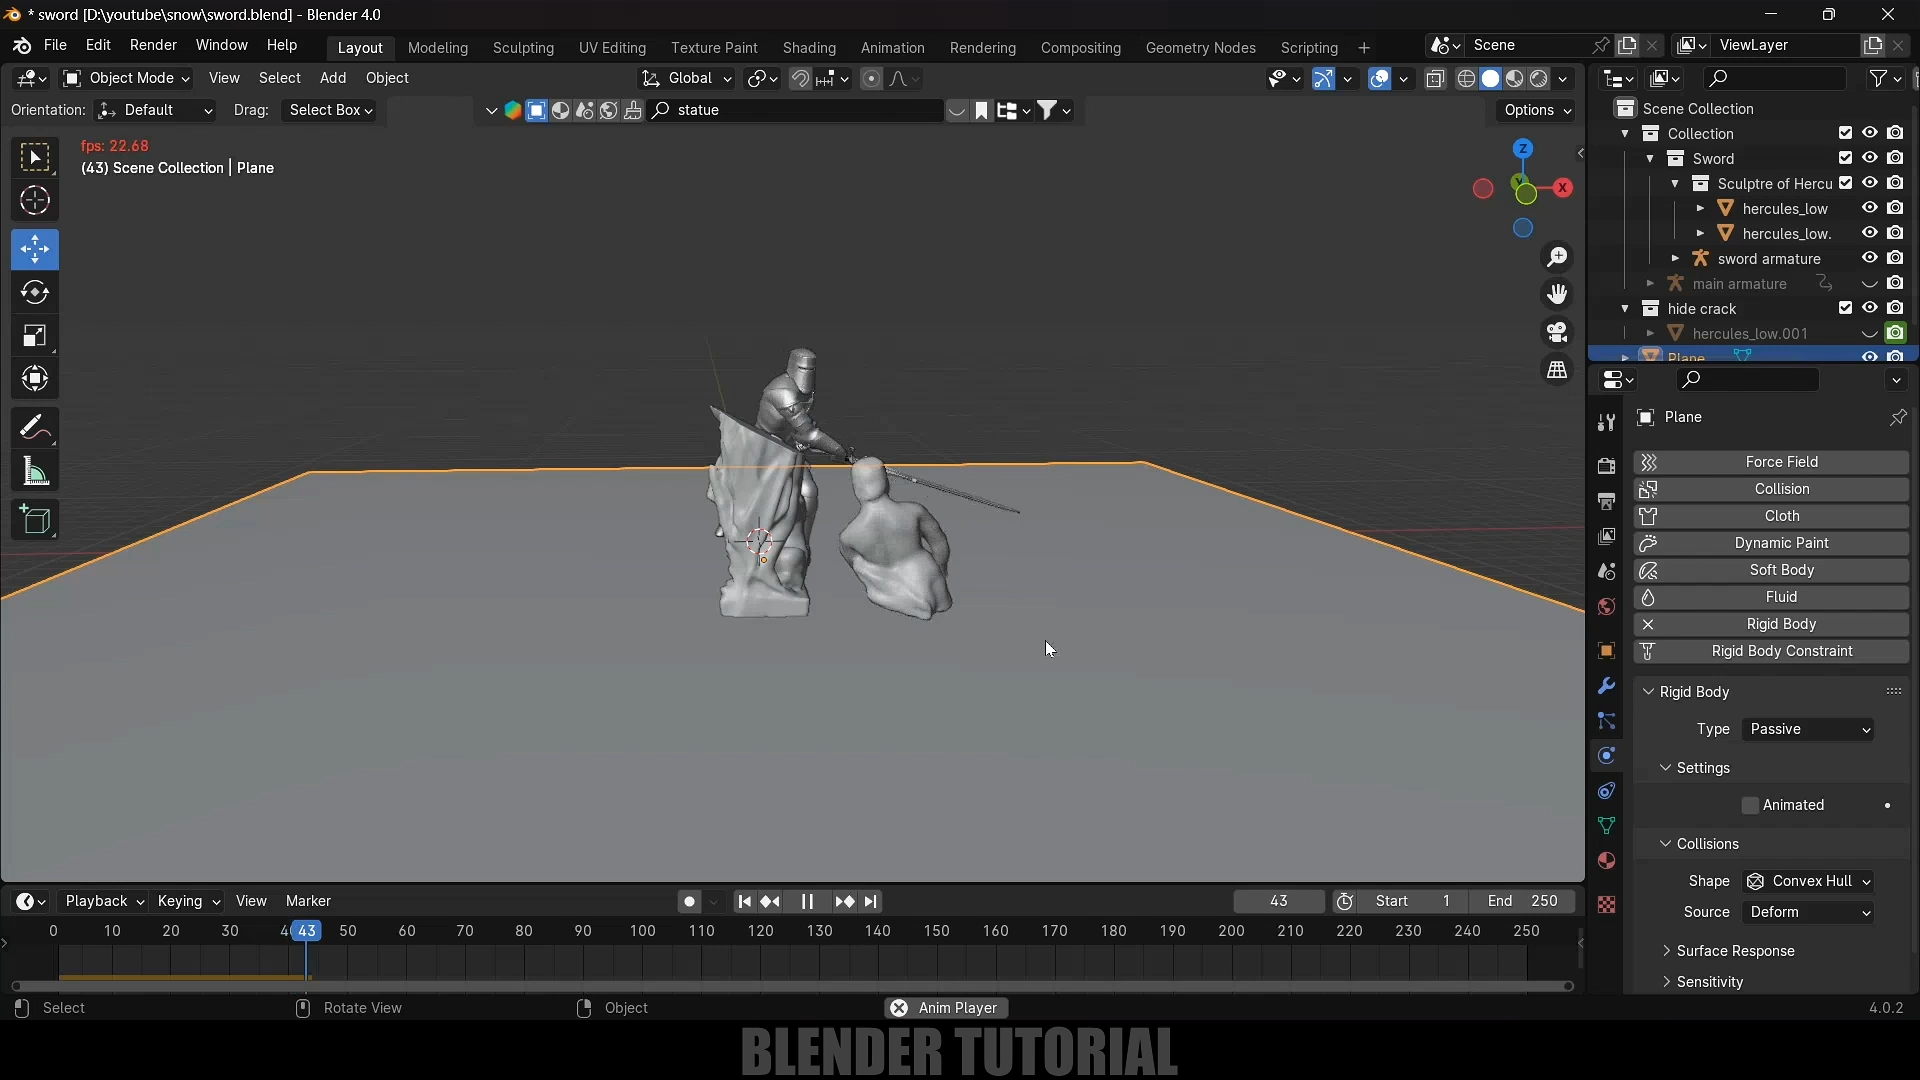 * sword [D:\youtube\snow\sword.blend] - Blender 4.0
File Edit Render Window Help Layout Modeling Sculpting UV Editing Texture Paint Shading Animation Rendering Compositing Geometry Nodes Scripting + Scene ViewLayer
Object Mode View Select Add Object Global
Orientation: Default Drag: Select Box statue Options
fps: 22.68
(43) Scene Collection | Plane
Z
Y
X
Scene Collection
Collection
Sword
Sculptre of Hercu
hercules_low
hercules_low.
sword armature
main armature
hide crack
hercules_low.001
Plane
Plane
Force Field
Collision
Cloth
Dynamic Paint
Soft Body
Fluid
Rigid Body
Rigid Body Constraint
Rigid Body
Type Passive
Settings
Animated
Collisions
Shape Convex Hull
Source Deform
Surface Response
Sensitivity
Playback Keying View Marker 43 Start 1 End 250
0 10 20 30 4 43 50 60 70 80 90 100 110 120 130 140 150 160 170 180 190 200 210 220 230 240 250
Select Rotate View Object Anim Player 4.0.2
BLENDER TUTORIAL